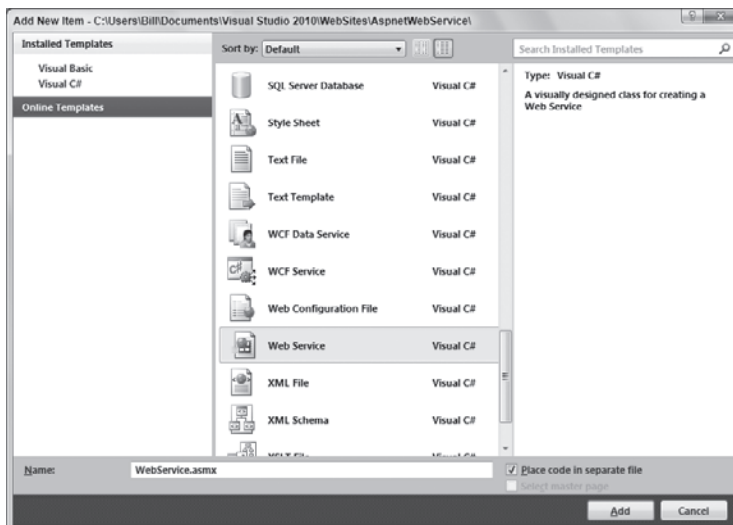 Add New Item - C:\Users\Bill\Documents\Visual Studio 2010\WebSites\AspnetWebService\
Installed Templates
Visual Basic
Visual C#
Online Templates
Sort by: Default
Search Installed Templates
SQL Server Database Visual C#
Style Sheet Visual C#
Text File Visual C#
Text Template Visual C#
WCF Data Service Visual C#
WCF Service Visual C#
Web Configuration File Visual C#
Web Service Visual C#
XML File Visual C#
XML Schema Visual C#
XSLT File Visual C#
Type: Visual C#
A visually designed class for creating a
Web Service
Name: WebService.asmx
Place code in separate file
Select master page
Add Cancel